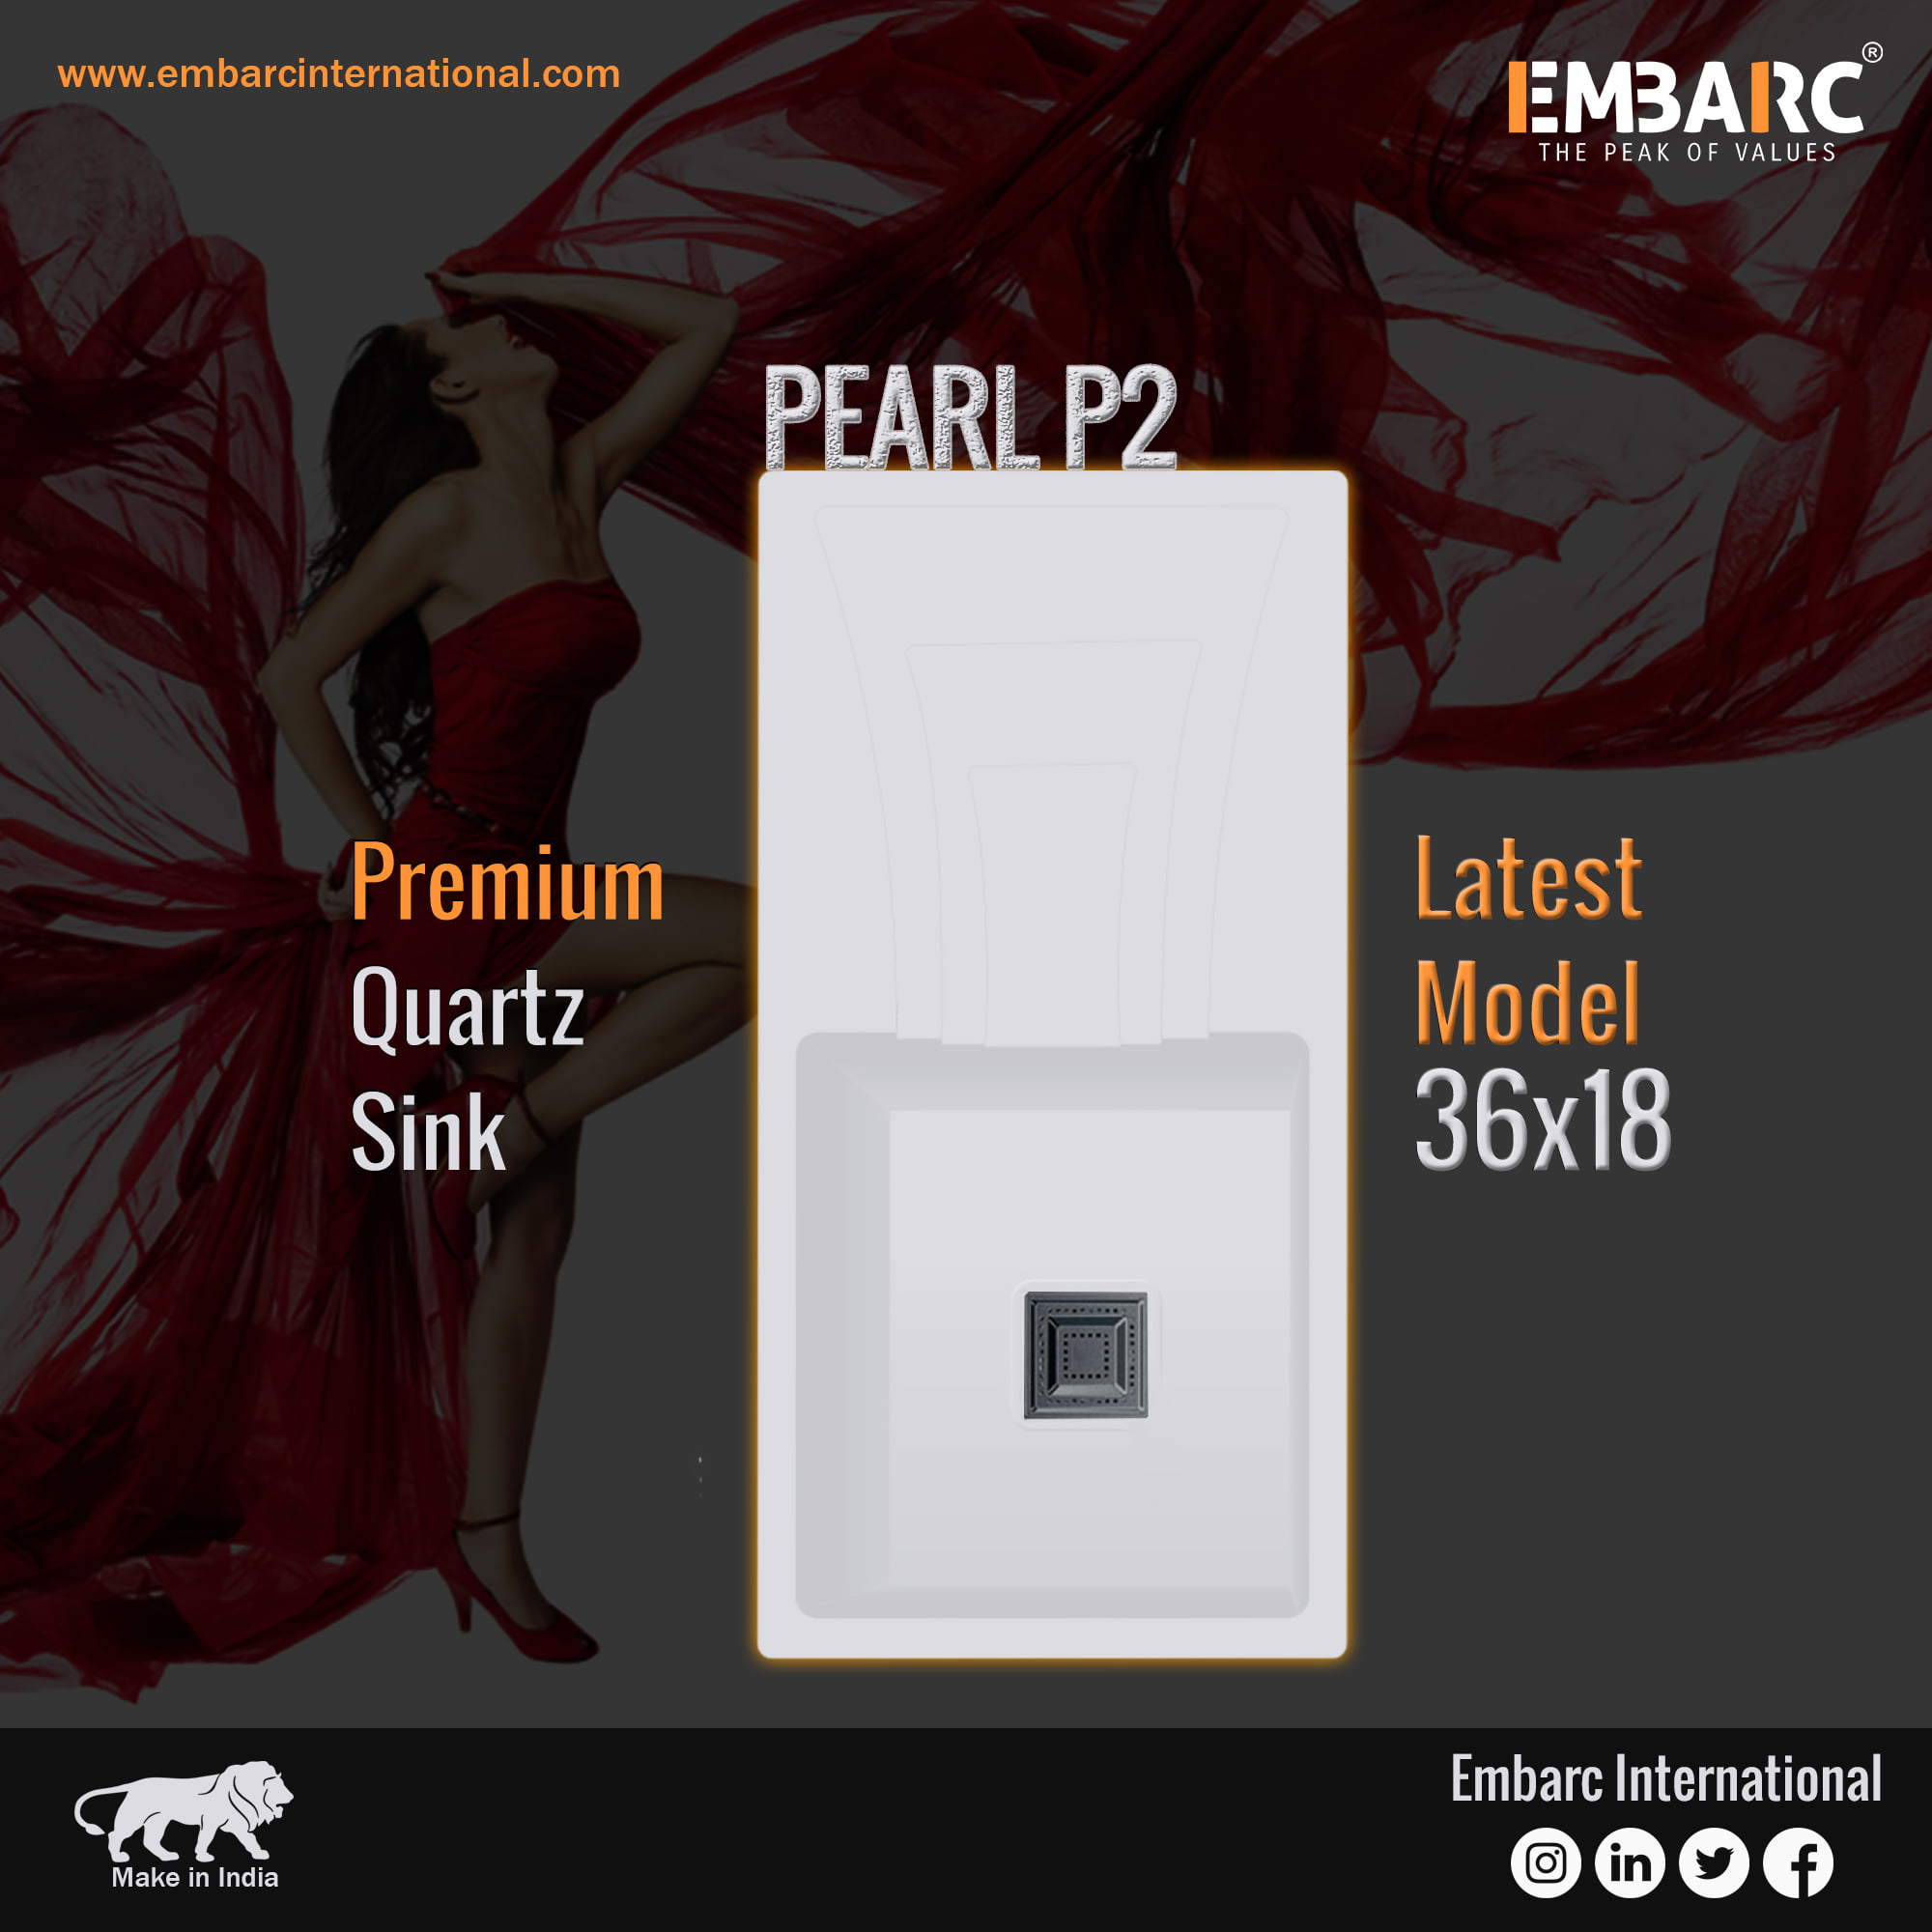 www.embarcinternational.com
EMBARC®
THE PEAK OF VALUES
PEARL P2
Premium
Quartz
Sink
Latest
Model
36x18
Make in India
Embarc International